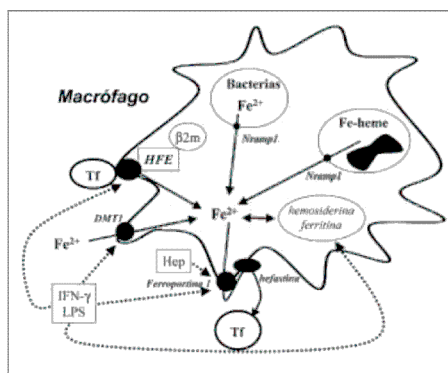 Macrófago
Bacterias
Fe2+
Nramp1
Fe-heme
Nramp1
β2m
HFE
Tf
DMT1
Fe2+
Fe2+
hemosiderina
ferritina
Hep
Ferroporting 1
hefastina
IFN-γ
LPS
Tf